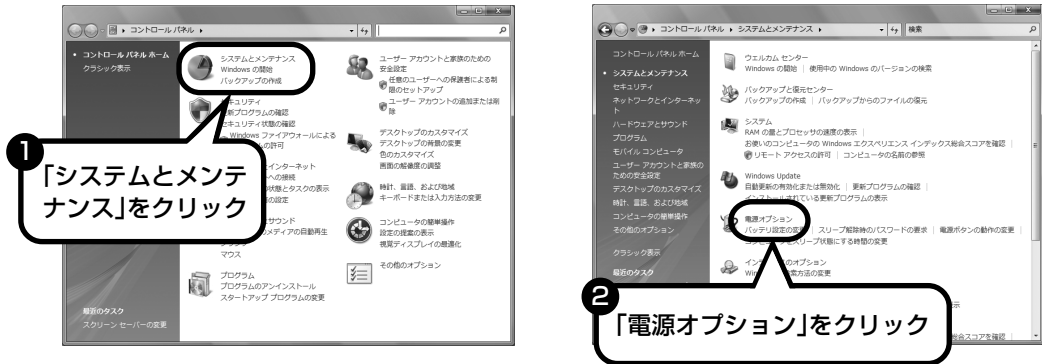 コントロール パネル
コントロール パネル ホーム
クラシック表示
システムとメンテナンス
Windows の開始
バックアップの作成
キュリティ
新プログラムの確認
セキュリティ状態の確認
Windows ファイアウォールによる
の許可
インターネット
への接続
状態とタスクの表示
の設定
サウンド
メディアの自動再生
マウス
プログラム
プログラムのアンインストール
スタートアップ プログラムの変更
ユーザー アカウントと家族のための
安全設定
任意のユーザーへの保護者による制
限のセットアップ
ユーザー アカウントの追加または削
除
デスクトップのカスタマイズ
デスクトップの背景の変更
色のカスタマイズ
画面の解像度の調整
時計、言語、および地域
キーボードまたは入力方法の変更
コンピュータの簡単操作
設定の提案の表示
視覚ディスプレイの最適化
その他のオプション
最近のタスク
スクリーン セーバーの変更
1
「システムとメンテ
ナンス」をクリック
コントロール パネル システムとメンテナンス 検索
コントロール パネル ホーム
システムとメンテナンス
セキュリティ
ネットワークとインターネッ
ト
ハードウェアとサウンド
プログラム
モバイル コンピュータ
ユーザー アカウントと家族の
ための安全設定
デスクトップのカスタマイズ
時計、言語、および地域
コンピュータの簡単操作
その他のオプション
クラシック表示
最近のタスク
ウェルカム センター
Windows の開始 | 使用中の Windows のバージョンの検索
バックアップと復元センター
バックアップの作成 | バックアップからのファイルの復元
システム
RAM の量とプロセッサの速度の表示 |
お使いのコンピュータの Windows エクスペリエンス インデックス総合スコアを確認 |
リモート アクセスの許可 | コンピュータの名前の参照
Windows Update
自動更新の有効化または無効化 | 更新プログラムの確認 |
インストールされている更新プログラムの表示
電源オプション
バッテリ設定の変更 | スリープ解除時のパスワードの要求 | 電源ボタンの動作の変更 |
コンピュータをスリープ状態にする時間の変更
インデ のオプション
Win 索方法の変更
示
総合スコアを確認 |
2
「電源オプション」をクリック